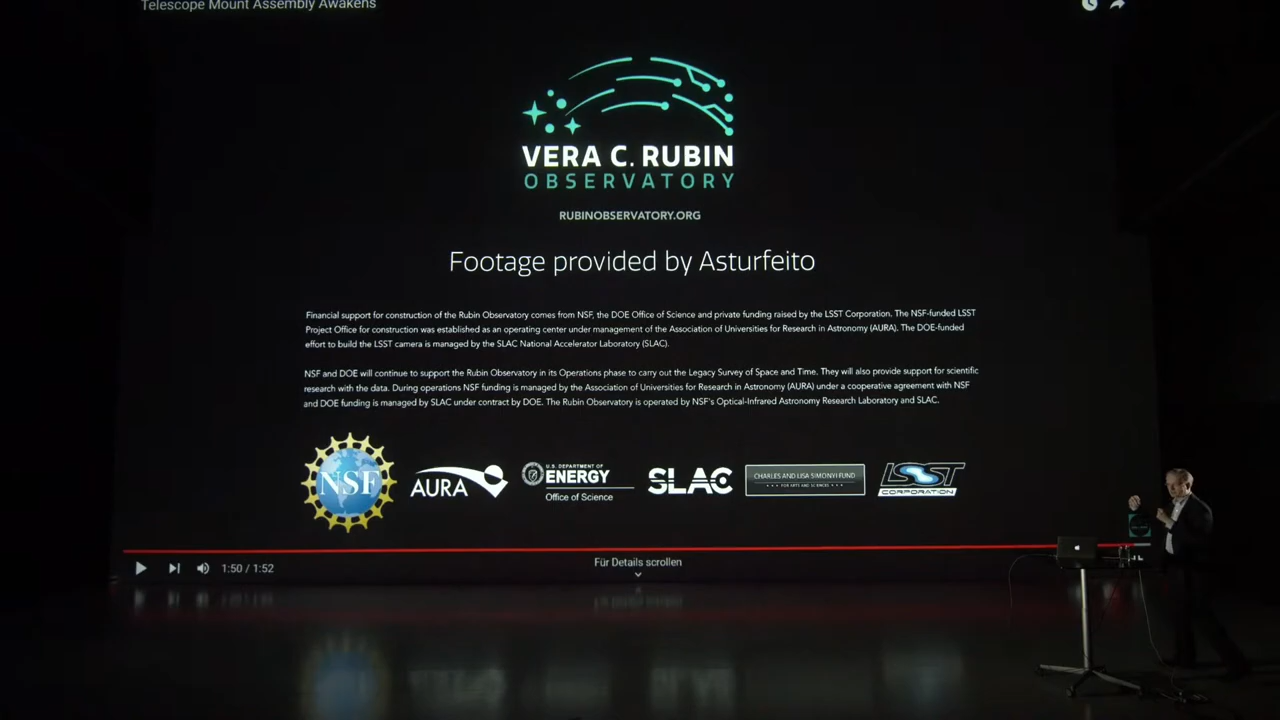 Telescope Mount Assembly Awakens
VERA C. RUBIN
OBSERVATORY
RUBINOBSERVATORY.ORG
Footage provided by Asturfeito
Financial support for construction of the Rubin Observatory comes from NSF, the DOE Office of Science and private funding raised by the LSST Corporation. The NSF-funded LSST
Project Office for construction was established as an operating center under management of the Association of Universities for Research in Astronomy (AURA). The DOE-funded
effort to build the LSST camera is managed by the SLAC National Accelerator Laboratory (SLAC).
NSF and DOE will continue to support the Rubin Observatory in its Operations phase to carry out the Legacy Survey of Space and Time. They will also provide support for scientific
research with the data. During operations NSF funding is managed by the Association of Universities for Research in Astronomy (AURA) under a cooperative agreement with NSF
and DOE funding is managed by SLAC under contract by DOE. The Rubin Observatory is operated by NSF's Optical-Infrared Astronomy Research Laboratory and SLAC.
NSF
AURA
U.S. DEPARTMENT OF
ENERGY
Office of Science
SLAC
CHARLES AND LISA SIMONYI FUND
FOR ARTS AND SCIENCES
LSST
CORPORATION
1:50 / 1:52
Für Details scrollen